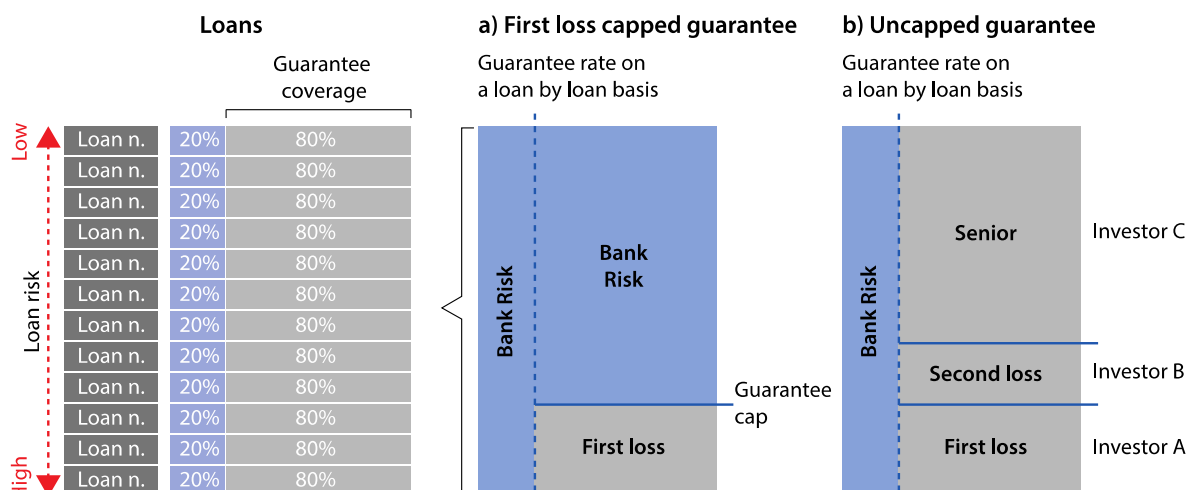 Loans
Guarantee
coverage
Low
Loan risk
High
Loan n. 20% 80%
Loan n. 20% 80%
Loan n. 20% 80%
Loan n. 20% 80%
Loan n. 20% 80%
Loan n. 20% 80%
Loan n. 20% 80%
Loan n. 20% 80%
Loan n. 20% 80%
Loan n. 20% 80%
Loan n. 20% 80%
Loan n. 20% 80%
a) First loss capped guarantee
Guarantee rate on
a loan by loan basis
Bank Risk
Bank
Risk
Guarantee
cap
First loss
b) Uncapped guarantee
Guarantee rate on
a loan by loan basis
Bank Risk
Senior
Investor C
Second loss
Investor B
First loss
Investor A